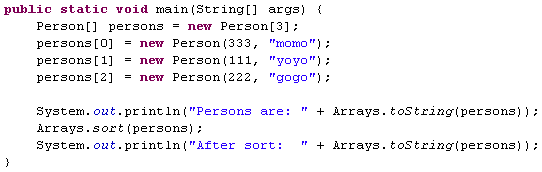 public static void main(String[] args) {
    Person[] persons = new Person[3];
    persons[0] = new Person(333, "momo");
    persons[1] = new Person(111, "yoyo");
    persons[2] = new Person(222, "gogo");

    System.out.println("Persons are: " + Arrays.toString(persons));
    Arrays.sort(persons);
    System.out.println("After sort:  " + Arrays.toString(persons));
}